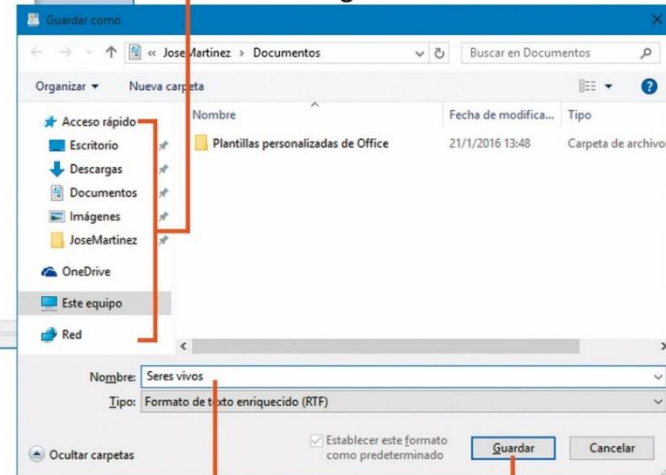 Guardar como
« JoseMartinez > Documentos
Buscar en Documentos
Organizar
Nueva carpeta
Nombre
Fecha de modifica...
Tipo
Acceso rápido
Escritorio
Descargas
Documentos
Imágenes
JoseMartinez
OneDrive
Este equipo
Red
Plantillas personalizadas de Office
21/1/2016 13:48
Carpeta de archivo
Nombre: Seres vivos
Tipo: Formato de texto enriquecido (RTF)
Establecer este formato
como predeterminado
Ocultar carpetas
Guardar
Cancelar